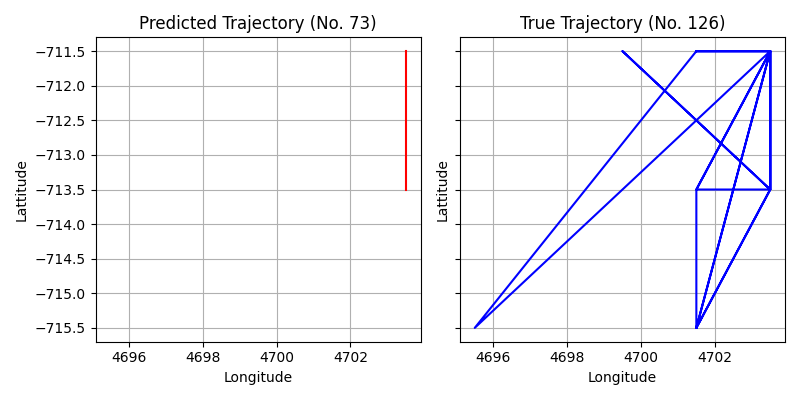 Predicted Trajectory (No. 73)
True Trajectory (No. 126)
−711.5
−712.0
−712.5
−713.0
−713.5
−714.0
−714.5
−715.0
−715.5
Lattitude
Lattitude
4696 4698 4700 4702
4696 4698 4700 4702
Longitude
Longitude